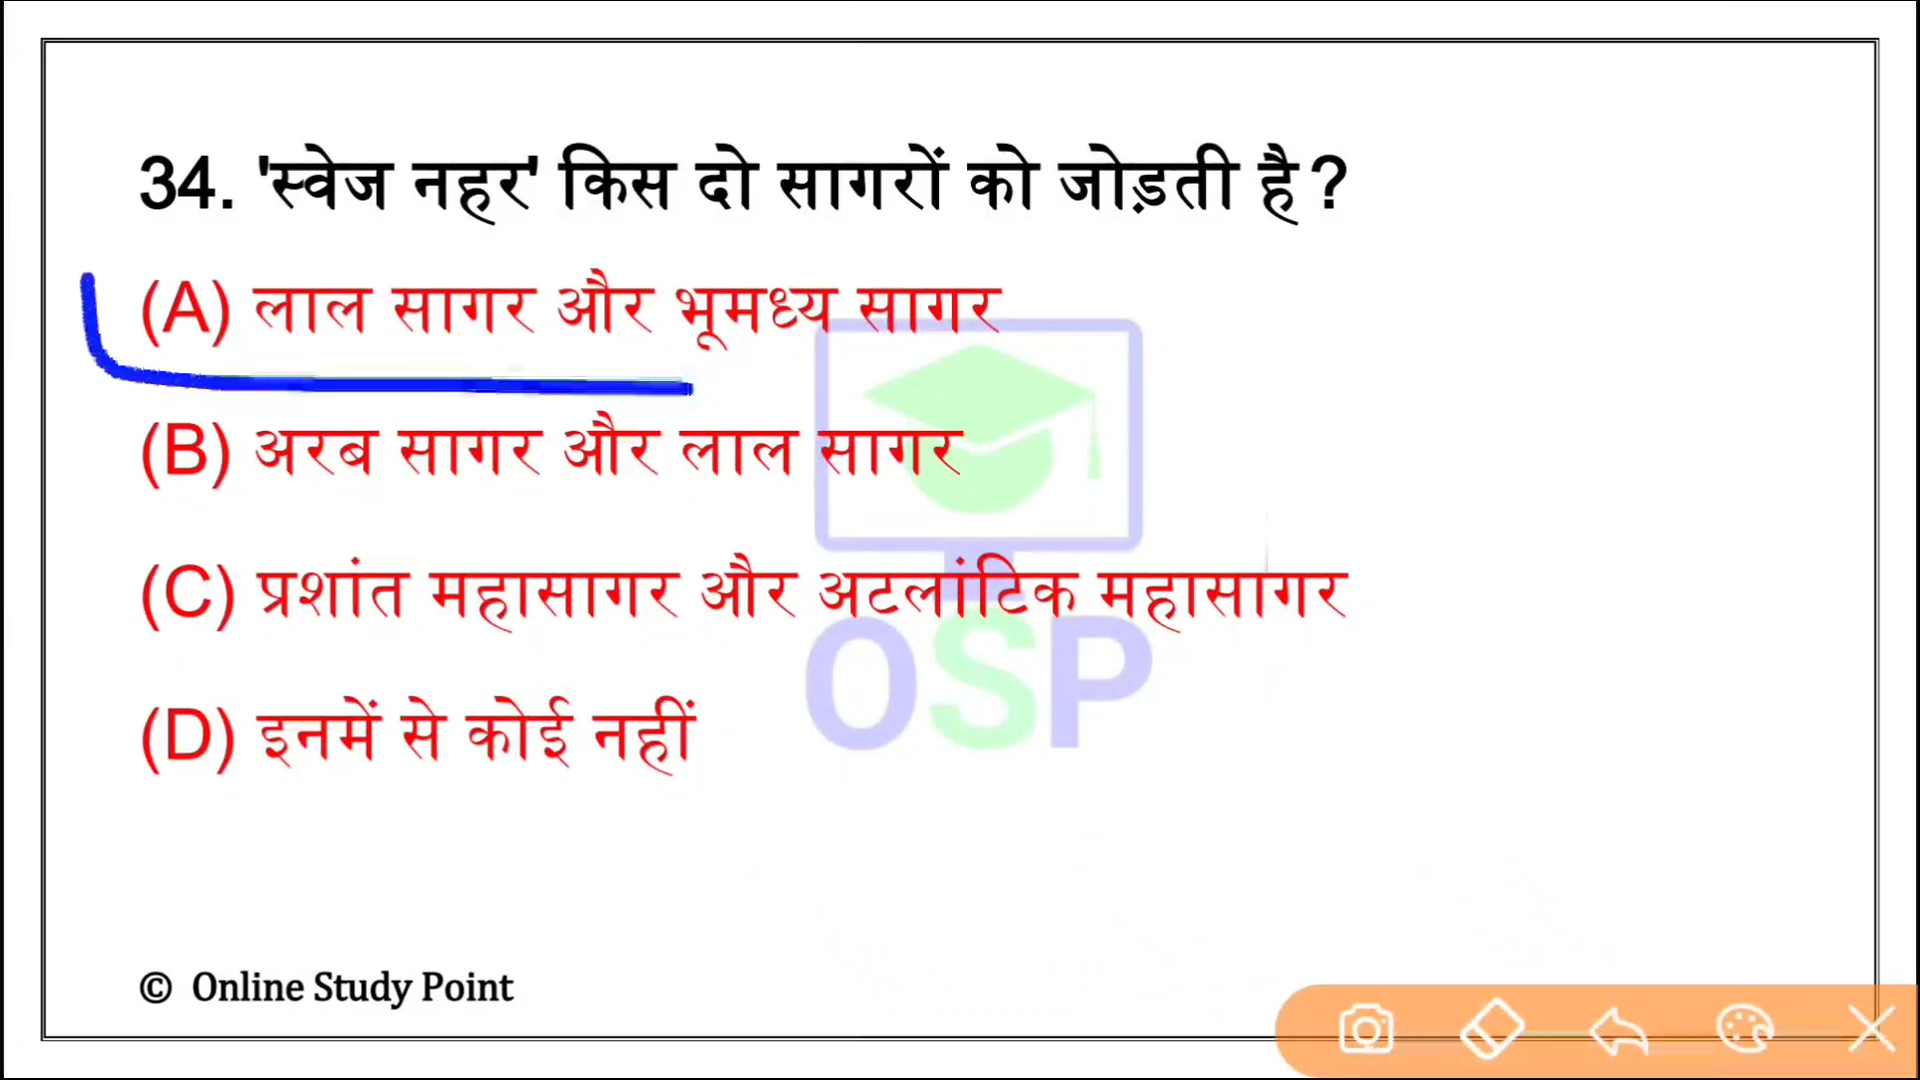 34. 'स्वेज नहर' किस दो सागरों को जोड़ती है?
(A) लाल सागर और भूमध्य सागर
(B) अरब सागर और लाल सागर
(C) प्रशांत महासागर और अटलांटिक महासागर
(D) इनमें से कोई नहीं
OSP
© Online Study Point